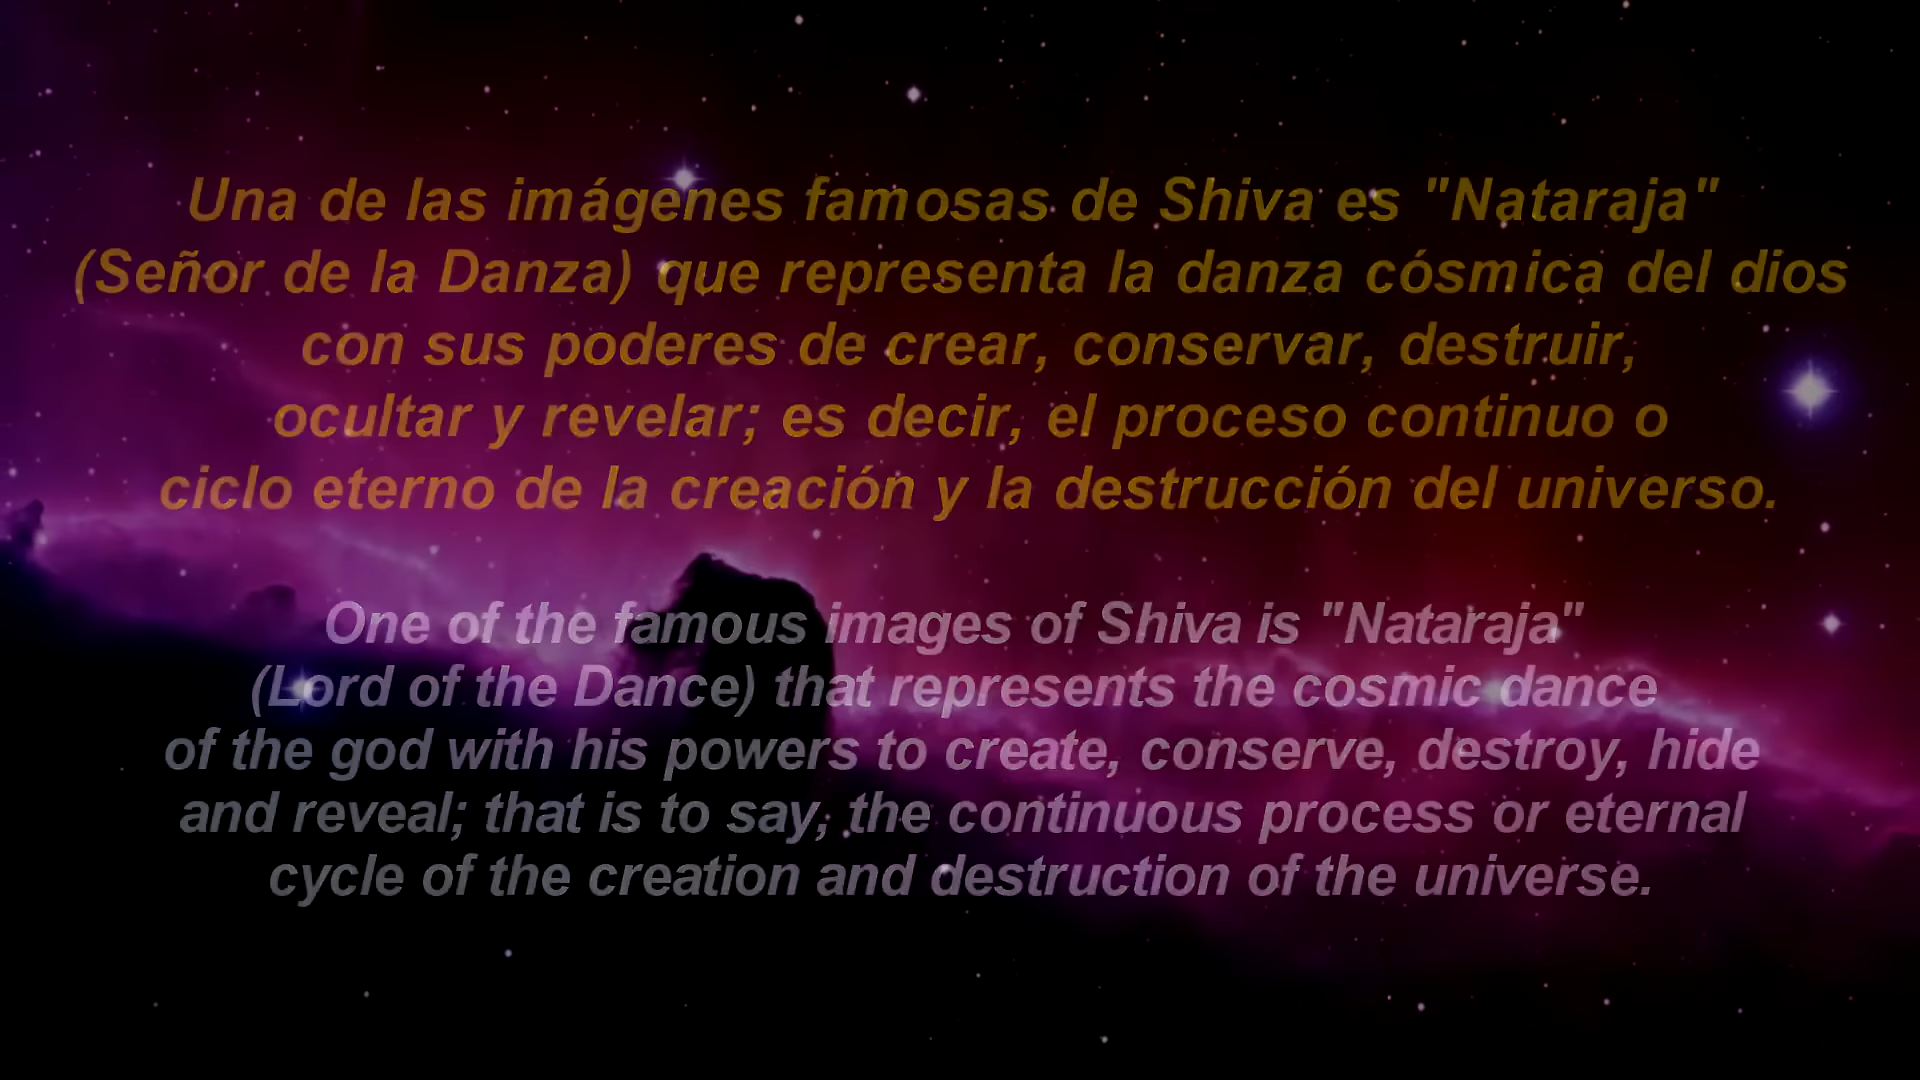 Una de las imágenes famosas de Shiva es "Nataraja"
(Señor de la Danza) que representa la danza cósmica del dios
con sus poderes de crear, conservar, destruir,
ocultar y revelar; es decir, el proceso continuo o
ciclo eterno de la creación y la destrucción del universo.
One of the famous images of Shiva is "Nataraja"
(Lord of the Dance) that represents the cosmic dance
of the god with his powers to create, conserve, destroy, hide
and reveal; that is to say, the continuous process or eternal
cycle of the creation and destruction of the universe.